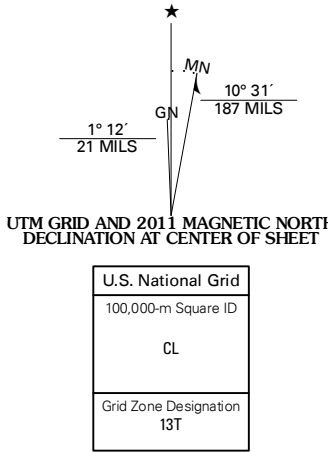 ★
MN
10° 31´
187 MILS
GN
1° 12´
21 MILS
UTM GRID AND 2011 MAGNETIC NORTH
DECLINATION AT CENTER OF SHEET
U.S. National Grid
100,000-m Square ID
CL
Grid Zone Designation
13T